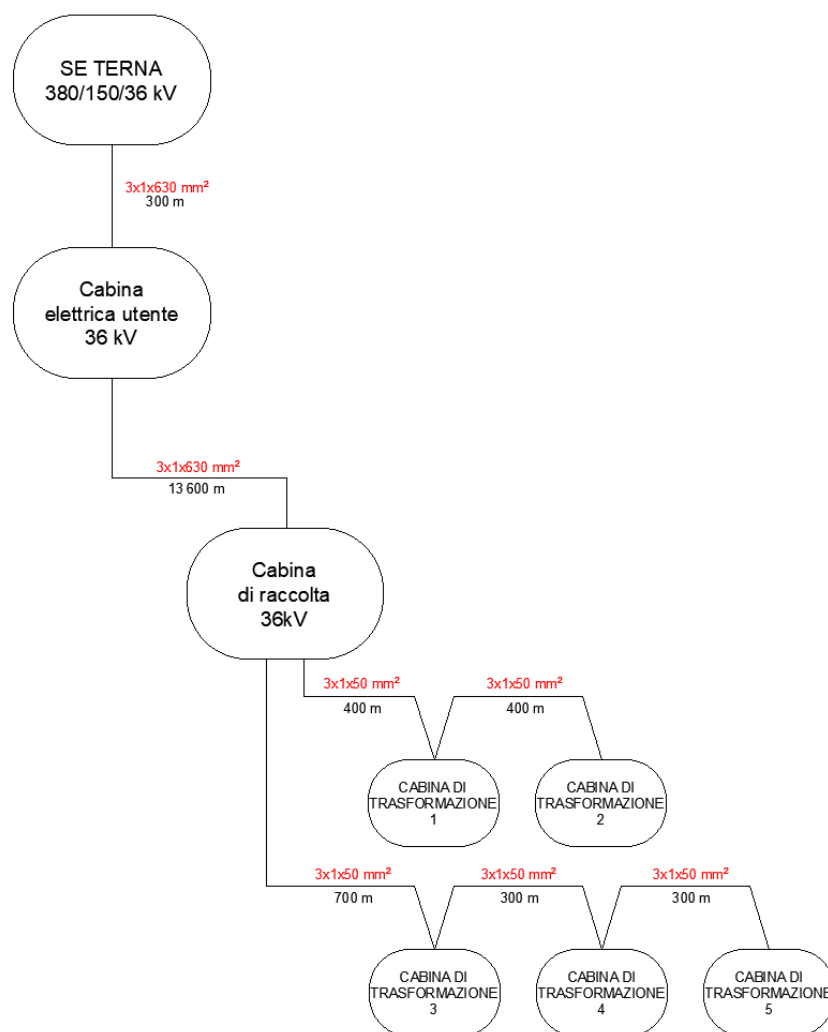 SE TERNA
380/150/36 kV
3x1x630 mm²
300 m
Cabina
elettrica utente
36 kV
3x1x630 mm²
13 600 m
Cabina
di raccolta
36kV
3x1x50 mm²
400 m
3x1x50 mm²
400 m
CABINA DI
TRASFORMAZIONE
1
CABINA DI
TRASFORMAZIONE
2
3x1x50 mm²
700 m
3x1x50 mm²
300 m
3x1x50 mm²
300 m
CABINA DI
TRASFORMAZIONE
3
CABINA DI
TRASFORMAZIONE
4
CABINA DI
TRASFORMAZIONE
5